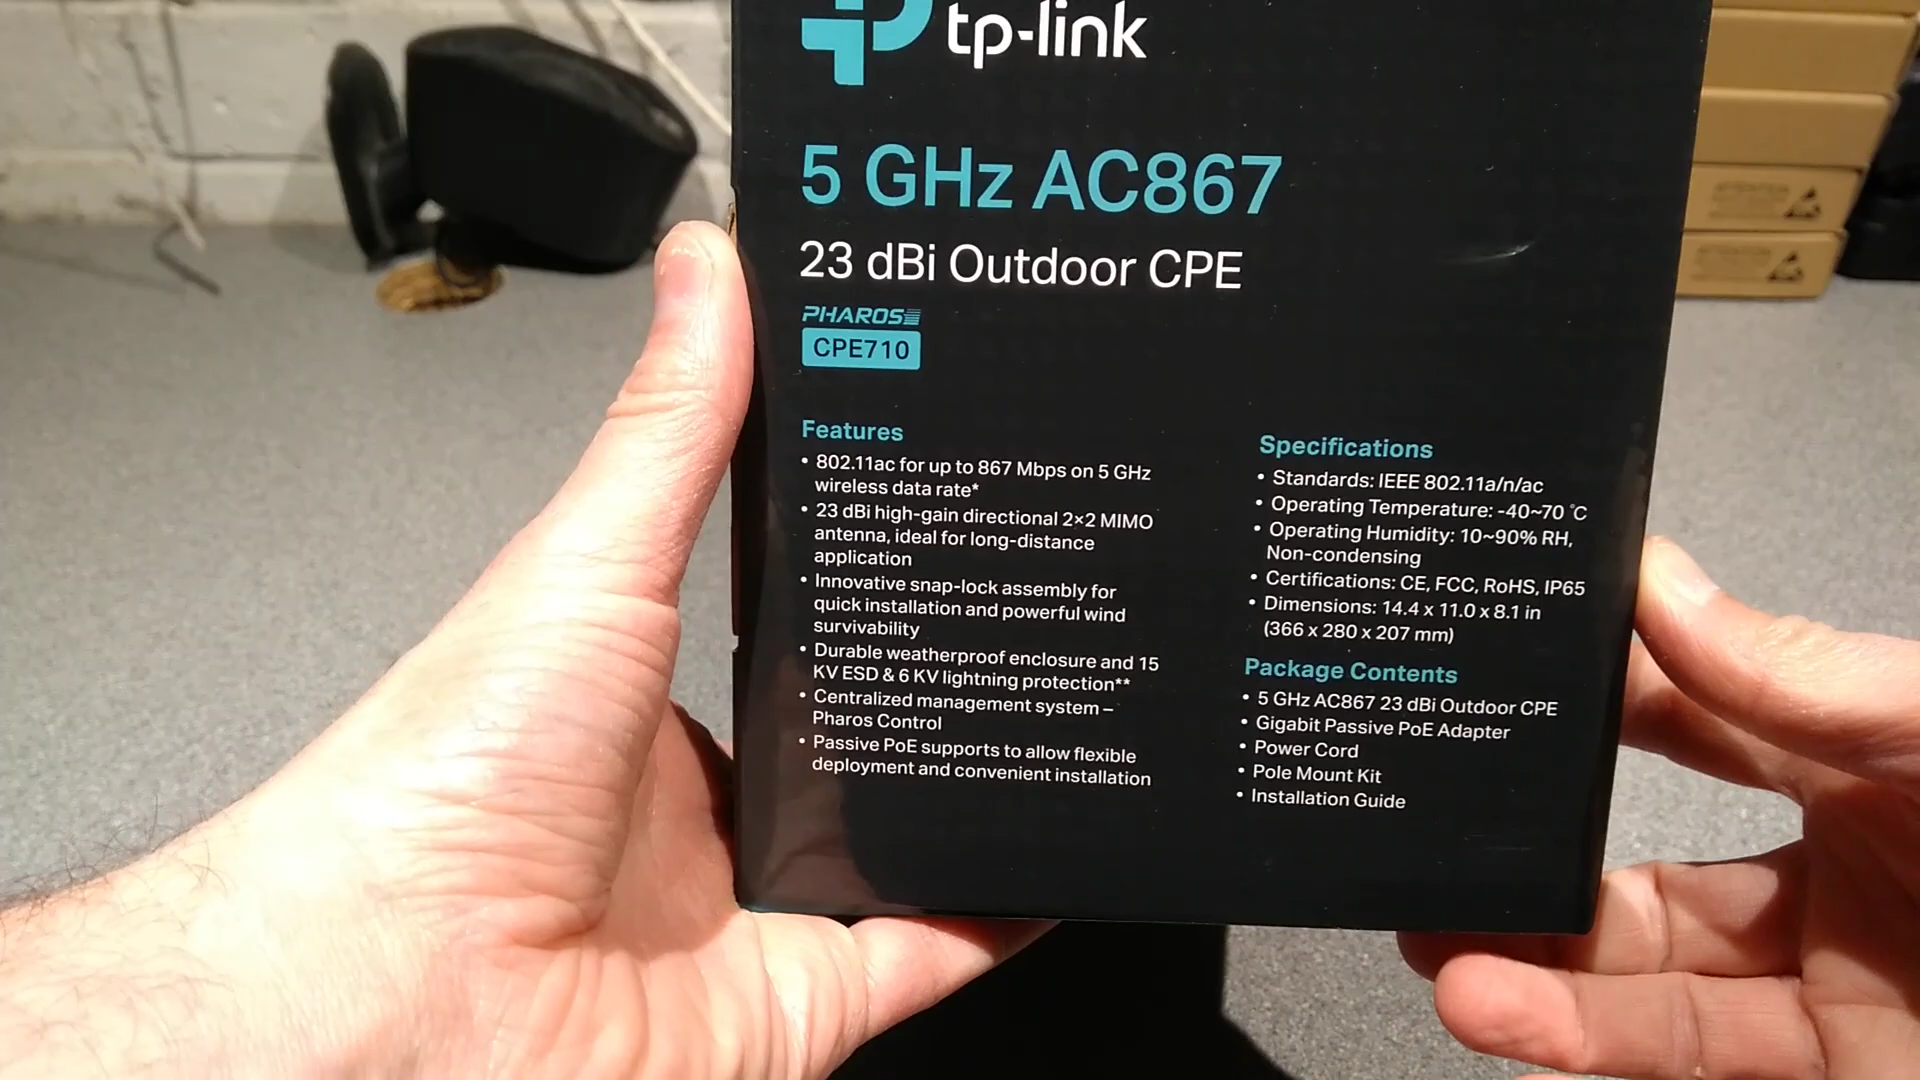 tp-link
5 GHz AC867
23 dBi Outdoor CPE
PHAROS
CPE710
Features
• 802.11ac for up to 867 Mbps on 5 GHz
wireless data rate*
• 23 dBi high-gain directional 2×2 MIMO
antenna, ideal for long-distance
application
• Innovative snap-lock assembly for
quick installation and powerful wind
survivability
• Durable weatherproof enclosure and 15
KV ESD & 6 KV lightning protection**
• Centralized management system –
Pharos Control
• Passive PoE supports to allow flexible
deployment and convenient installation
Specifications
• Standards: IEEE 802.11a/n/ac
• Operating Temperature: -40~70 °C
• Operating Humidity: 10~90% RH,
Non-condensing
• Certifications: CE, FCC, RoHS, IP65
• Dimensions: 14.4 x 11.0 x 8.1 in
(366 x 280 x 207 mm)
Package Contents
• 5 GHz AC867 23 dBi Outdoor CPE
• Gigabit Passive PoE Adapter
• Power Cord
• Pole Mount Kit
• Installation Guide